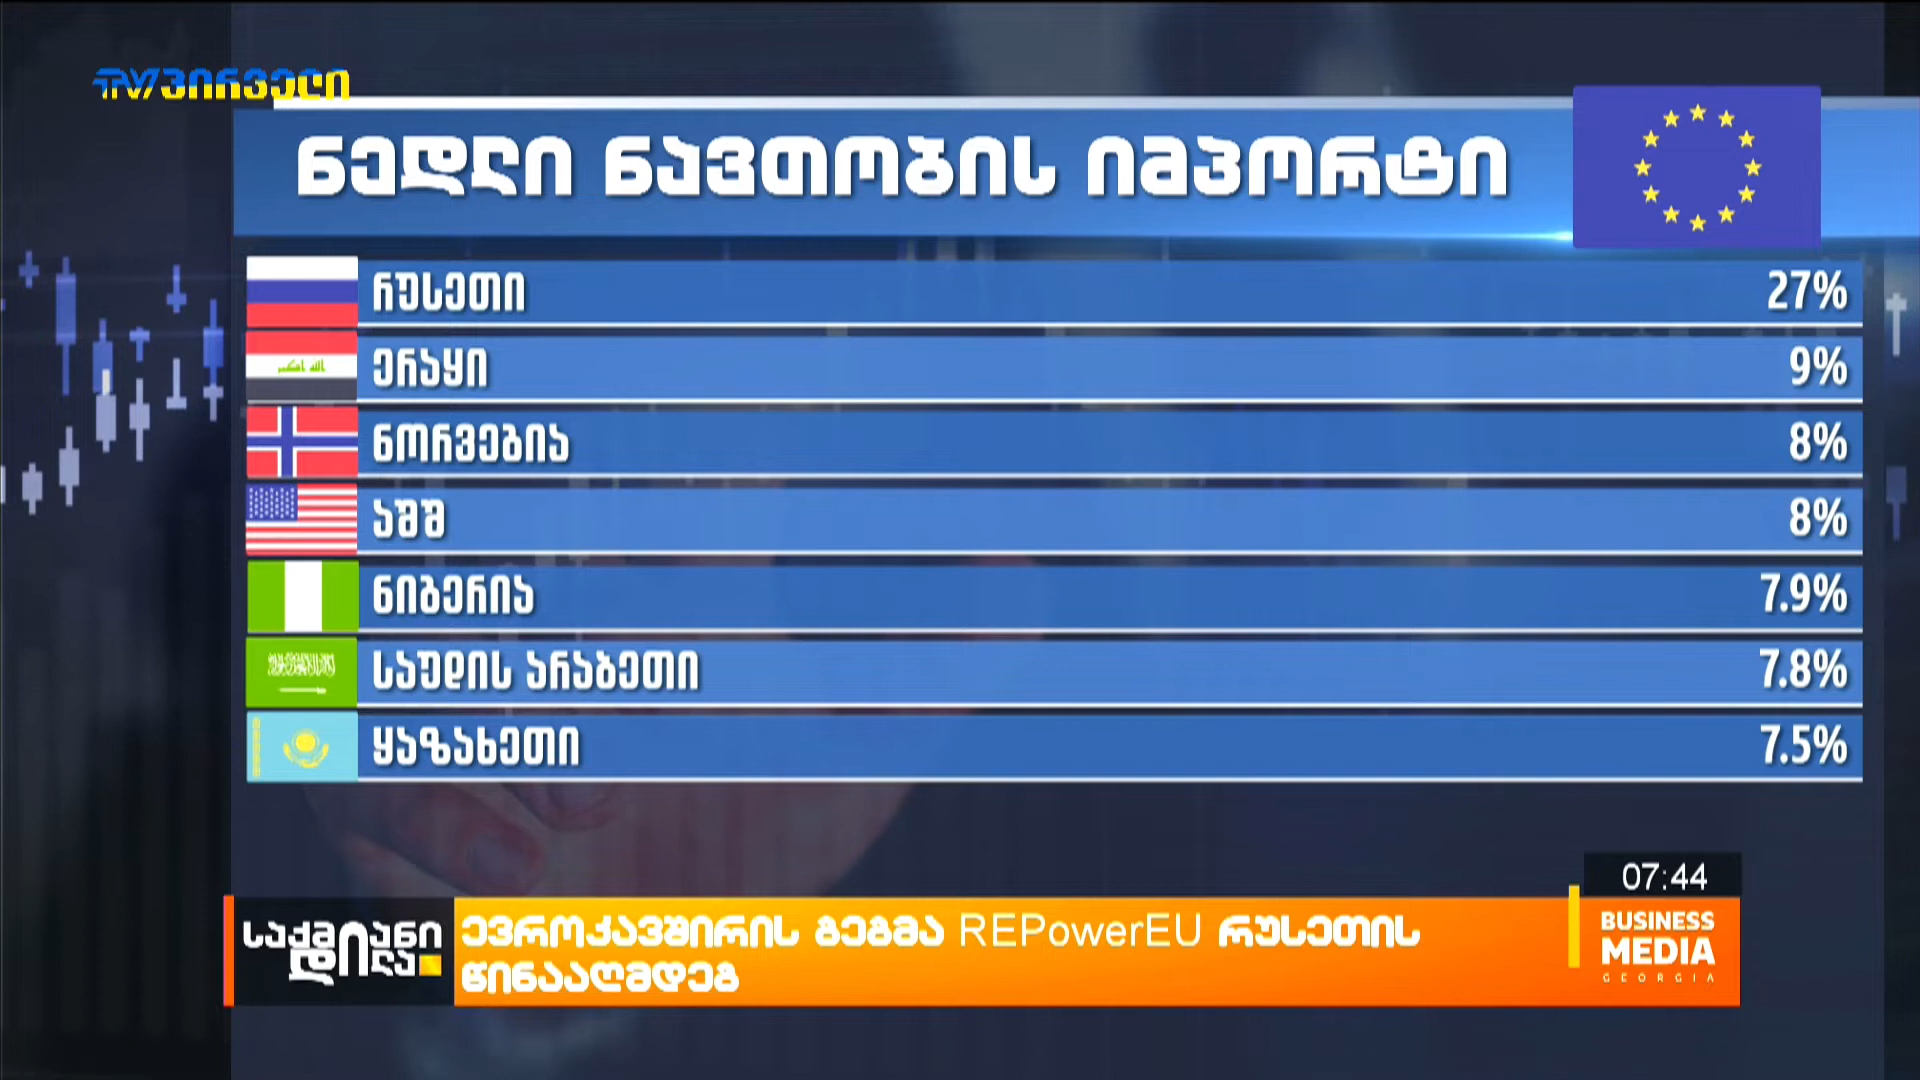 TV პირველი
ნედლი ნავთობის იმპორტი
რუსეთი 27%
ერაყი 9%
ნორვეგია 8%
აშშ 8%
ნიგერია 7.9%
საუდის არაბეთი 7.8%
ყაზახეთი 7.5%
07:44
საქმიანი
დილა
ევროკავშირის გეგმა REPowerEU რუსეთის
წინააღმდეგ
BUSINESS
MEDIA
GEORGIA